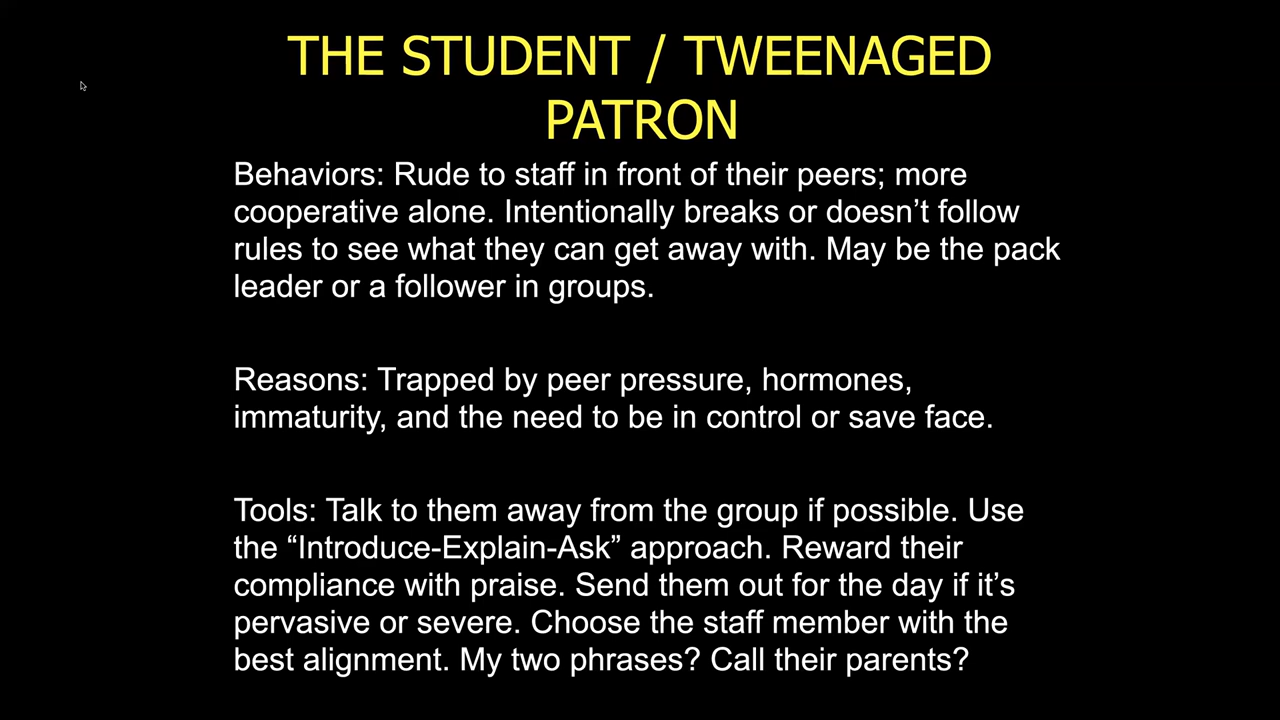 THE STUDENT / TWEENAGED
PATRON
Behaviors: Rude to staff in front of their peers; more
cooperative alone. Intentionally breaks or doesn’t follow
rules to see what they can get away with. May be the pack
leader or a follower in groups.
Reasons: Trapped by peer pressure, hormones,
immaturity, and the need to be in control or save face.
Tools: Talk to them away from the group if possible. Use
the “Introduce-Explain-Ask” approach. Reward their
compliance with praise. Send them out for the day if it’s
pervasive or severe. Choose the staff member with the
best alignment. My two phrases? Call their parents?